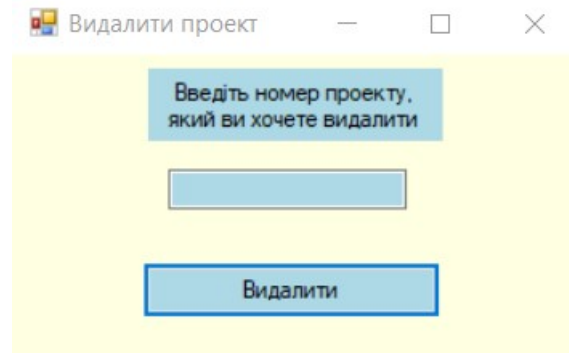 Видалити проект
Введіть номер проекту,
який ви хочете видалити
Видалити